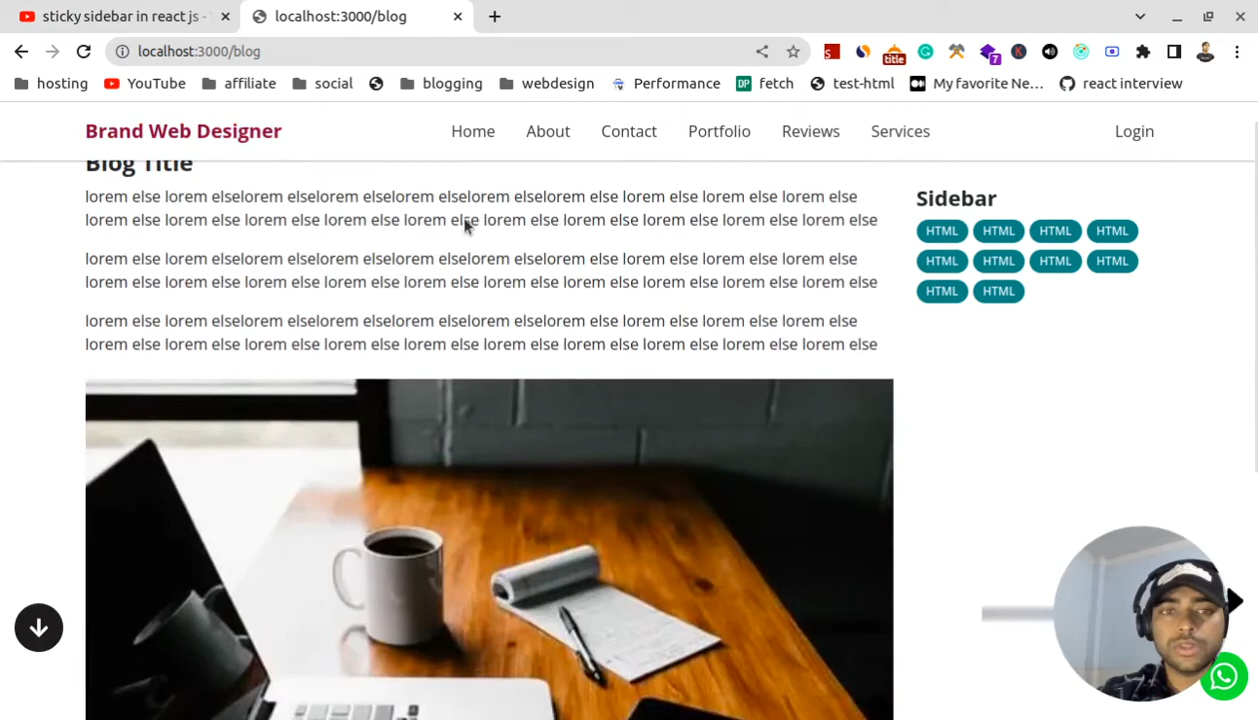 sticky sidebar in react js -
localhost:3000/blog
localhost:3000/blog
title
7
hosting YouTube affiliate social blogging webdesign Performance DP fetch test-html My favorite Ne… react interview
Brand Web Designer Home About Contact Portfolio Reviews Services Login
Blog Title
lorem else lorem elselorem elselorem elselorem elselorem elselorem else lorem else lorem else lorem else
lorem else lorem else lorem else lorem else lorem else lorem else lorem else lorem else lorem else lorem else
lorem else lorem elselorem elselorem elselorem elselorem elselorem else lorem else lorem else lorem else
lorem else lorem else lorem else lorem else lorem else lorem else lorem else lorem else lorem else lorem else
lorem else lorem elselorem elselorem elselorem elselorem elselorem else lorem else lorem else lorem else
lorem else lorem else lorem else lorem else lorem else lorem else lorem else lorem else lorem else lorem else
Sidebar
HTML HTML HTML HTML
HTML HTML HTML HTML
HTML HTML